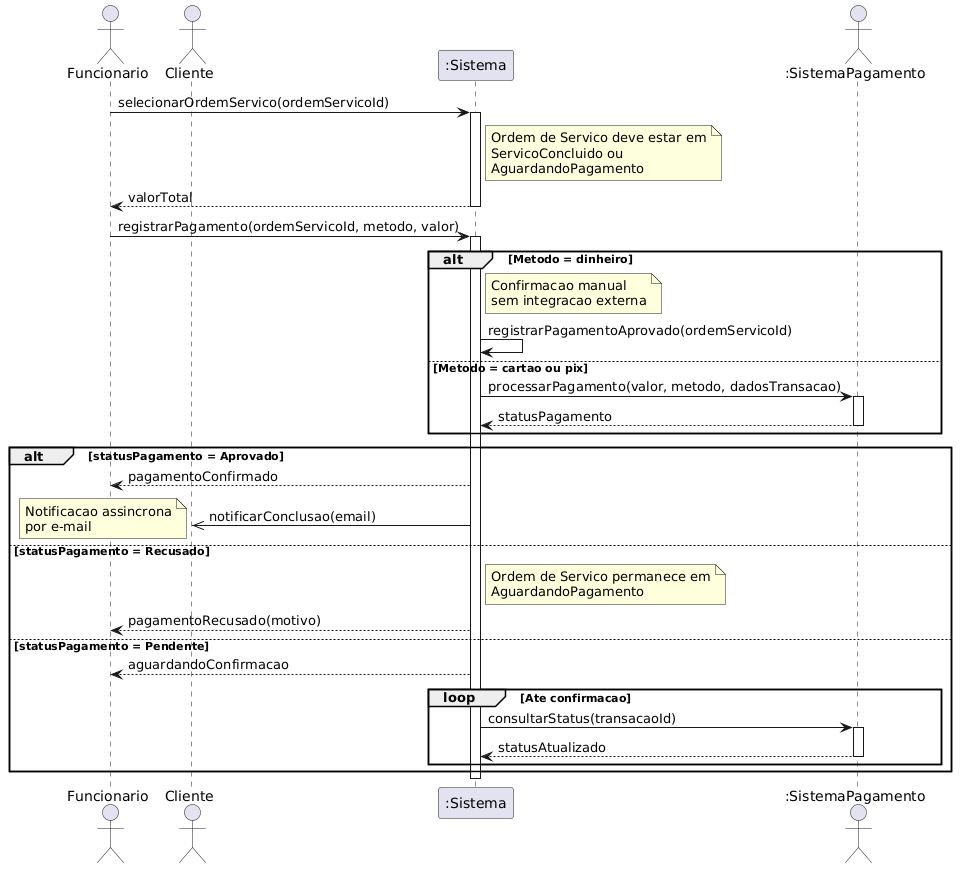 Funcionario
Cliente
:Sistema
:SistemaPagamento
selecionarOrdemServico(ordemServicoId)
Ordem de Servico deve estar em
ServicoConcluido ou
AguardandoPagamento
valorTotal
registrarPagamento(ordemServicoId, metodo, valor)
alt
[Metodo = dinheiro]
Confirmacao manual
sem integracao externa
registrarPagamentoAprovado(ordemServicoId)
[Metodo = cartao ou pix]
processarPagamento(valor, metodo, dadosTransacao)
statusPagamento
alt
[statusPagamento = Aprovado]
pagamentoConfirmado
Notificacao assincrona
por e-mail
notificarConclusao(email)
[statusPagamento = Recusado]
Ordem de Servico permanece em
AguardandoPagamento
pagamentoRecusado(motivo)
[statusPagamento = Pendente]
aguardandoConfirmacao
loop
[Ate confirmacao]
consultarStatus(transacaoId)
statusAtualizado
Funcionario
Cliente
:Sistema
:SistemaPagamento